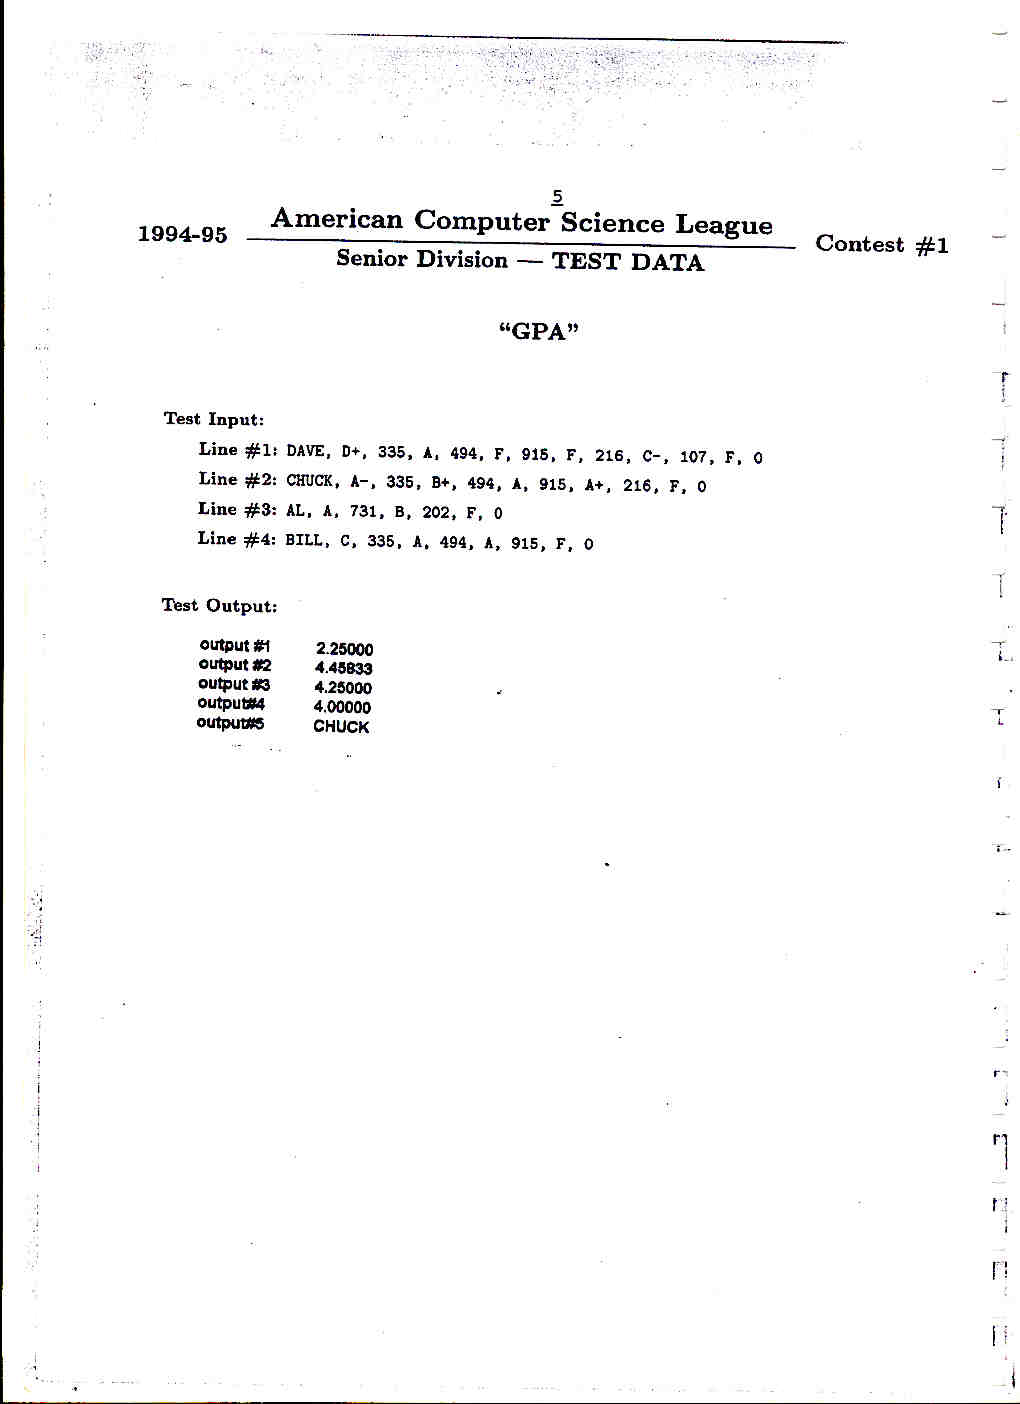 5
American Computer Science League
1994-95
Contest #1
Senior Division — TEST DATA
“GPA”
Test Input:
Line #1: DAVE, D+, 335, A, 494, F, 915, F, 216, C-, 107, F, 0
Line #2: CHUCK, A-, 335, B+, 494, A, 915, A+, 216, F, 0
Line #3: AL, A, 731, B, 202, F, 0
Line #4: BILL, C, 335, A, 494, A, 915, F, 0
Test Output:
output #1 2.25000
output #2 4.45833
output #3 4.25000
output#4 4.00000
output#5 CHUCK